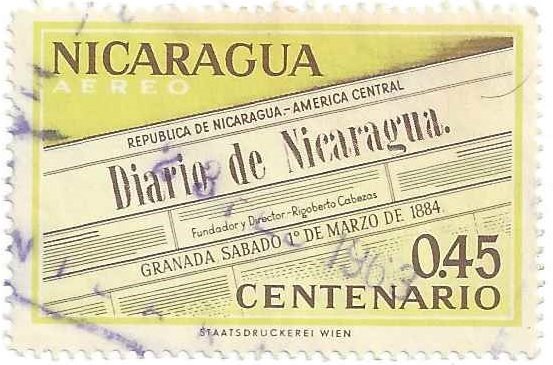 NICARAGUA
AEREO
REPUBLICA DE NICARAGUA.-AMERICA CENTRAL
Diario de Nicaragua.
Fundador y Director-Rigoberto Cabezas
GRANADA SABADO 1º DE MARZO DE 1884
0.45
CENTENARIO
STAATSDRUCKEREI WIEN